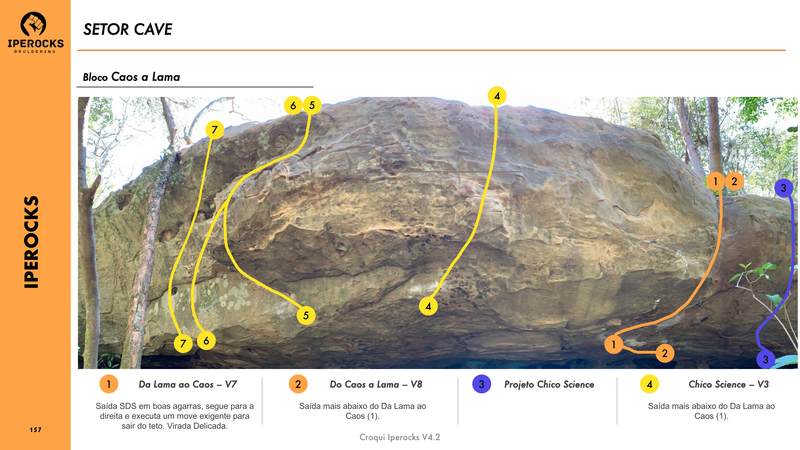 IPEROCKS
BOULDERING
SETOR CAVE
Bloco Caos a Lama
6 5
4
7
1 2
3
4
5
7 6
1
2
3
IPEROCKS
1 Da Lama ao Caos – V7
Saída SDS em boas agarras, segue para a
direita e executa um move exigente para
sair do teto. Virada Delicada.
2 Do Caos a Lama – V8
Saída mais abaixo do Da Lama ao
Caos (1).
3 Projeto Chico Science
4 Chico Science – V3
Saída mais abaixo do Da Lama ao
Caos (1).
157
Croqui Iperocks V4.2